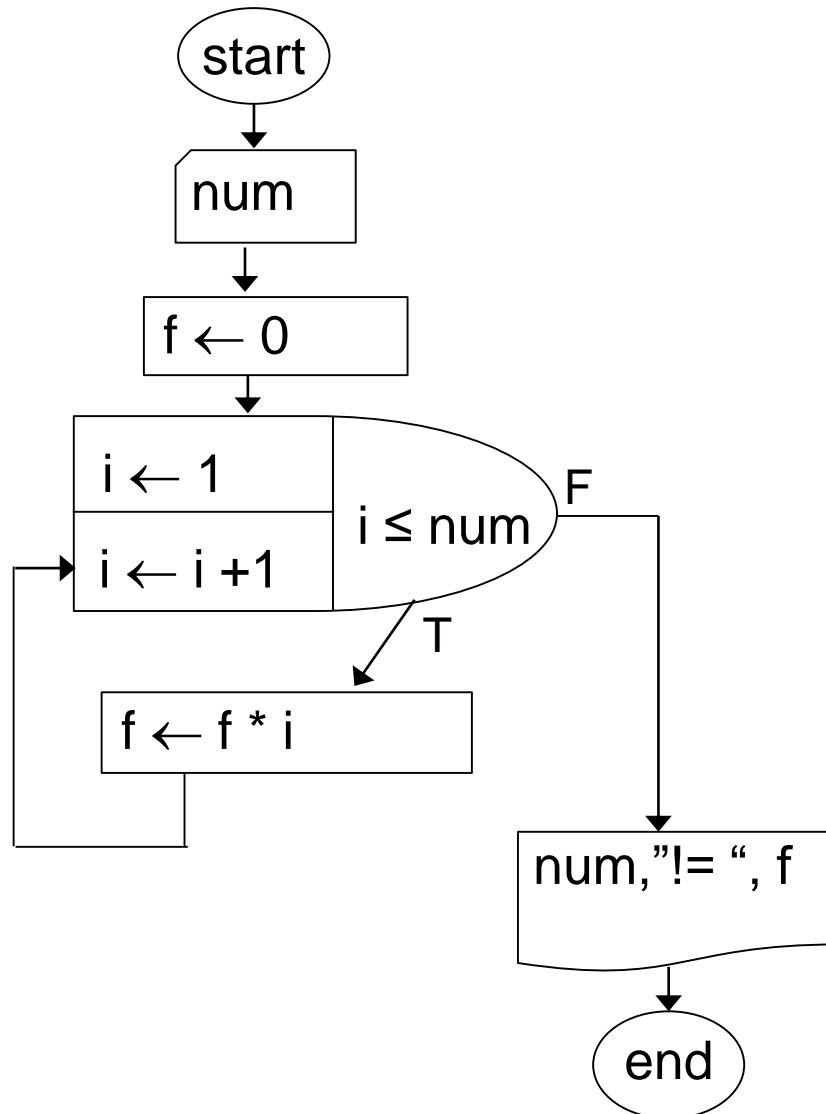 start
num
f ← 0
i ← 1
i ≤ num
F
i ← i +1
T
f ← f * i
num,”!= “, f
end